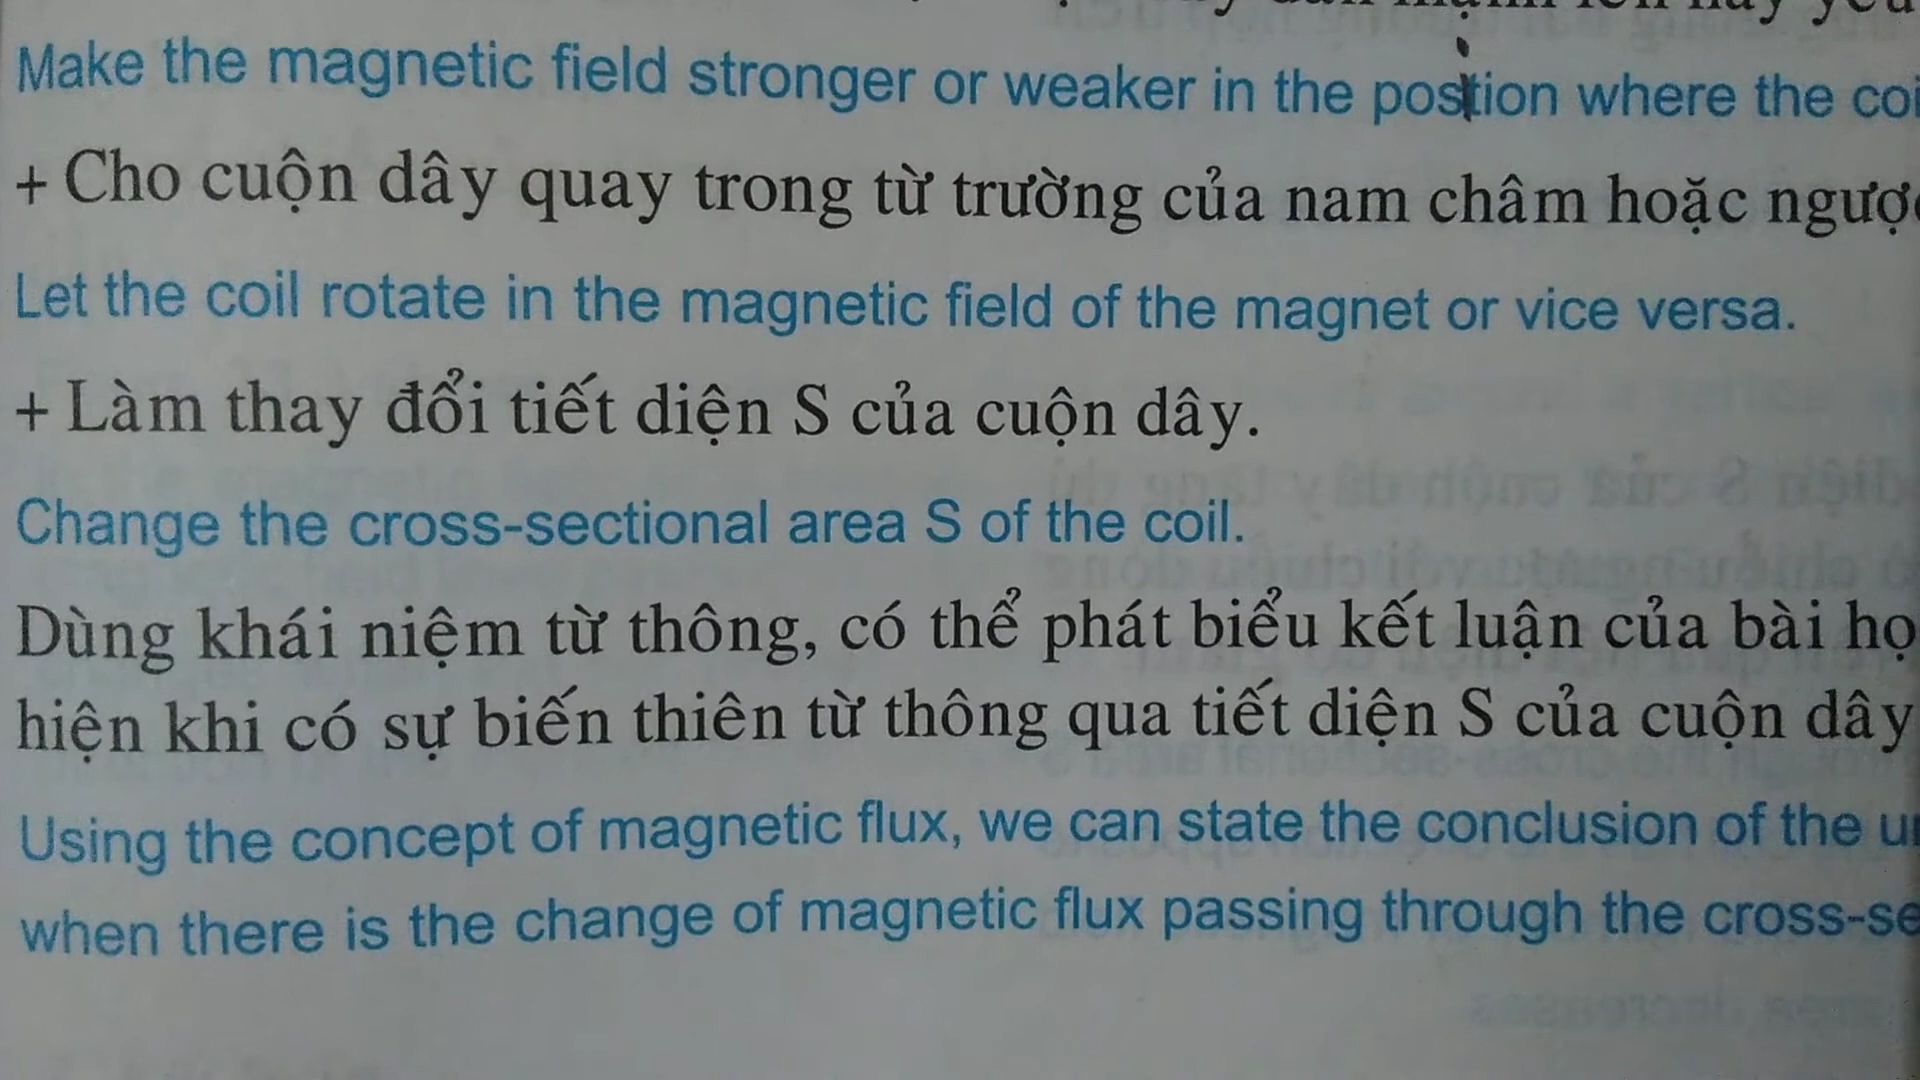 Make the magnetic field stronger or weaker in the postion where the
+ Cho cuộn dây quay trong từ trường của nam châm hoặc
Let the coil rotate in the magnetic field of the magnet or vice versa.
+ Làm thay đổi tiết diện S của cuộn dây.
Change the cross-sectional area S of the coil.
Dùng khái niệm từ thông, có thể phát biểu kết luận của bài
hiện khi có sự biến thiên từ thông qua tiết diện S của cuộn dây
Using the concept of magnetic flux, we can state the conclusion of the
when there is the change of magnetic flux passing through the